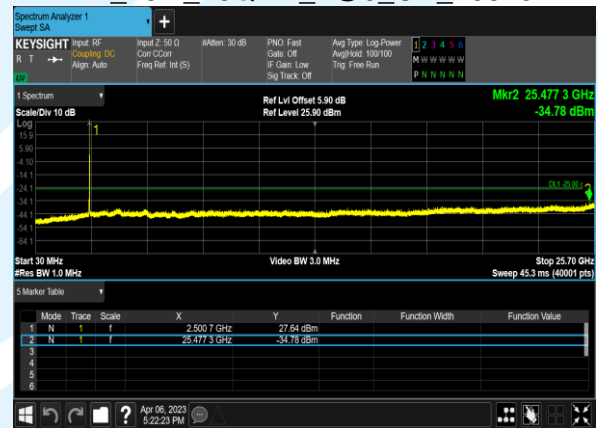 Spectrum Analyzer 1
Swept SA
KEYSIGHT Input: RF Input Z: 50 Ω #Atten: 30 dB PNO: Fast Avg Type: Log-Power 1 2 3 4 5 6
R T Coupling: DC Corr CCorr Gate: Off Avg|Hold: 100/100 M W W W W W
Align: Auto Freq Ref: Int (S) IF Gain: Low Trig: Free Run
Sig Track: Off P N N N N N
1 Spectrum Ref Lvl Offset 5.90 dB Mkr2 25.477 3 GHz
Scale/Div 10 dB Ref Level 25.90 dBm -34.78 dBm
Log
15.9
5.90
-4.10
-14.1
-24.1
-34.1
-44.1
-54.1
-64.1
1
DL1 -25.00
2
Start 30 MHz Video BW 3.0 MHz Stop 25.70 GHz
#Res BW 1.0 MHz Sweep 45.3 ms (40001 pts)
5 Marker Table
Mode Trace Scale X Y Function Function Width Function Value
1 N 1 f 2.500 7 GHz 27.64 dBm
2 N 1 f 25.477 3 GHz -34.78 dBm
3
4
5
6
? Apr 06, 2023
5:22:23 PM